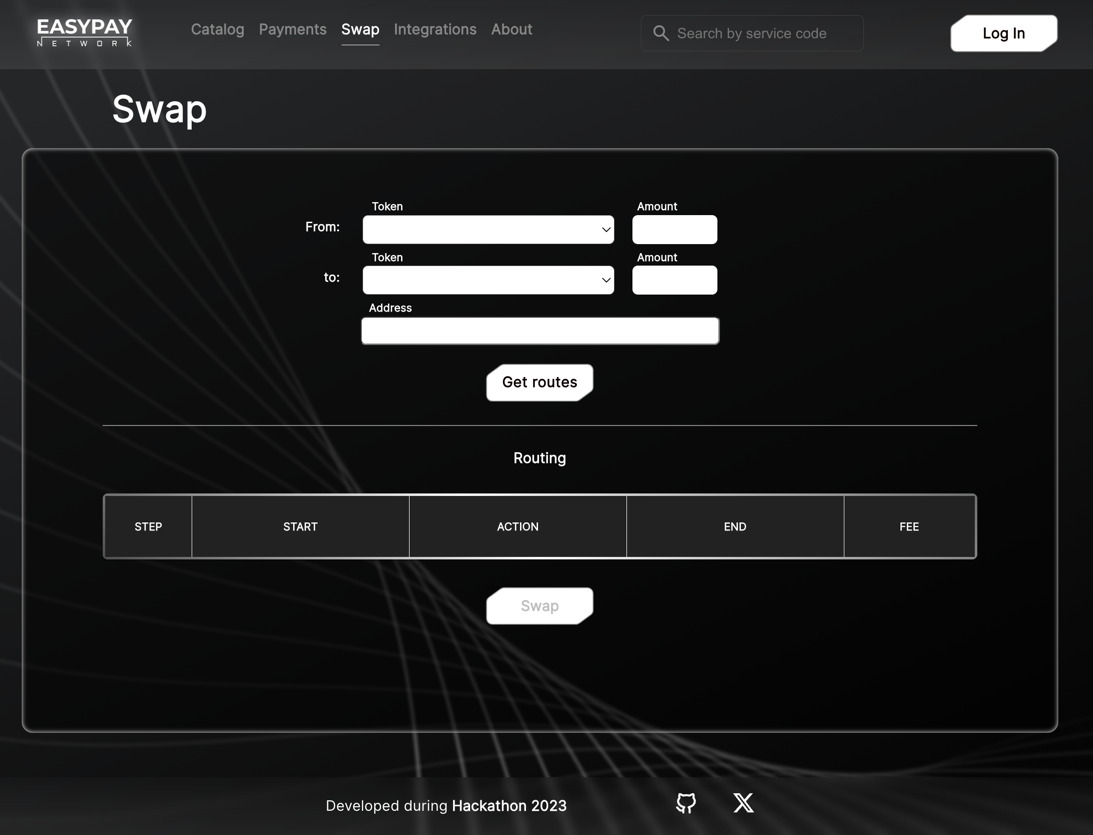 EASYPAY
NETWORK
Catalog Payments Swap Integrations About
Search by service code
Log In
Swap
Token Amount
From:
Token Amount
to:
Address
Get routes
Routing
STEP START ACTION END FEE
Swap
Developed during Hackathon 2023